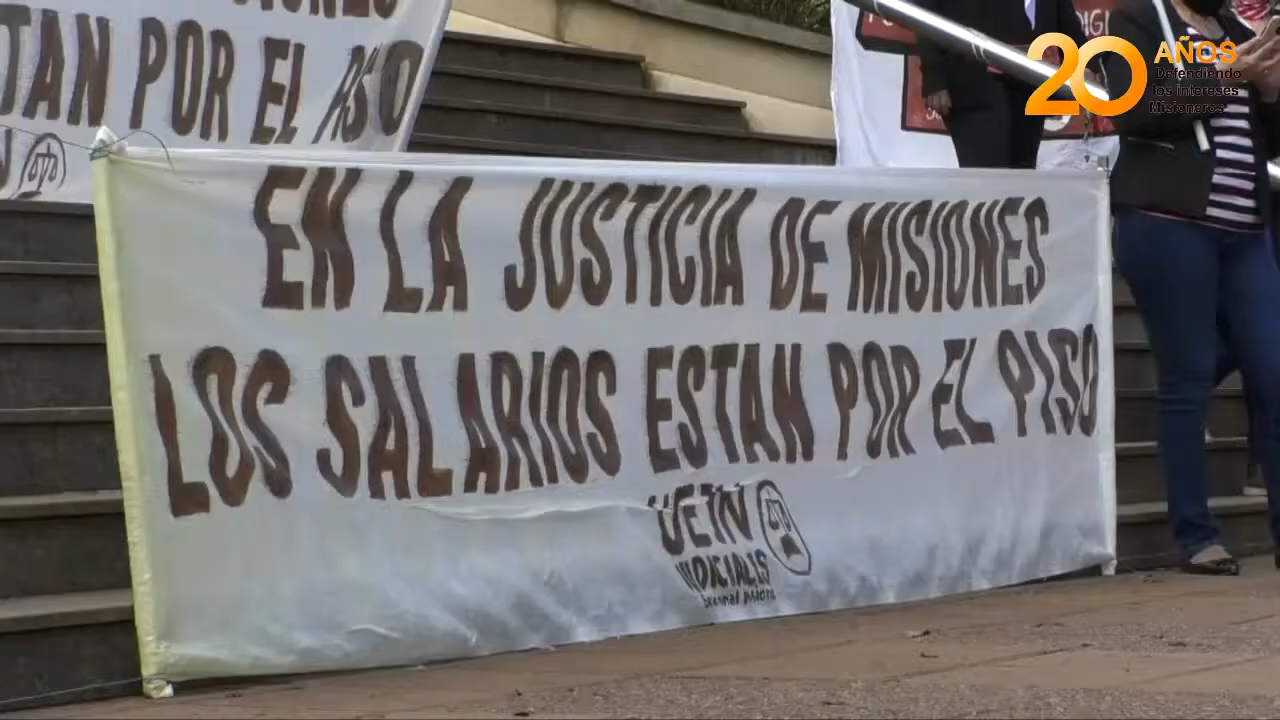 TAN POR EL PISO
20 AÑOS
Defendiendo
los intereses
Misioneros
EN LA JUSTICIA DE MISIONES
LOS SALARIOS ESTAN POR EL PISO
UEJN
JUDICIALES